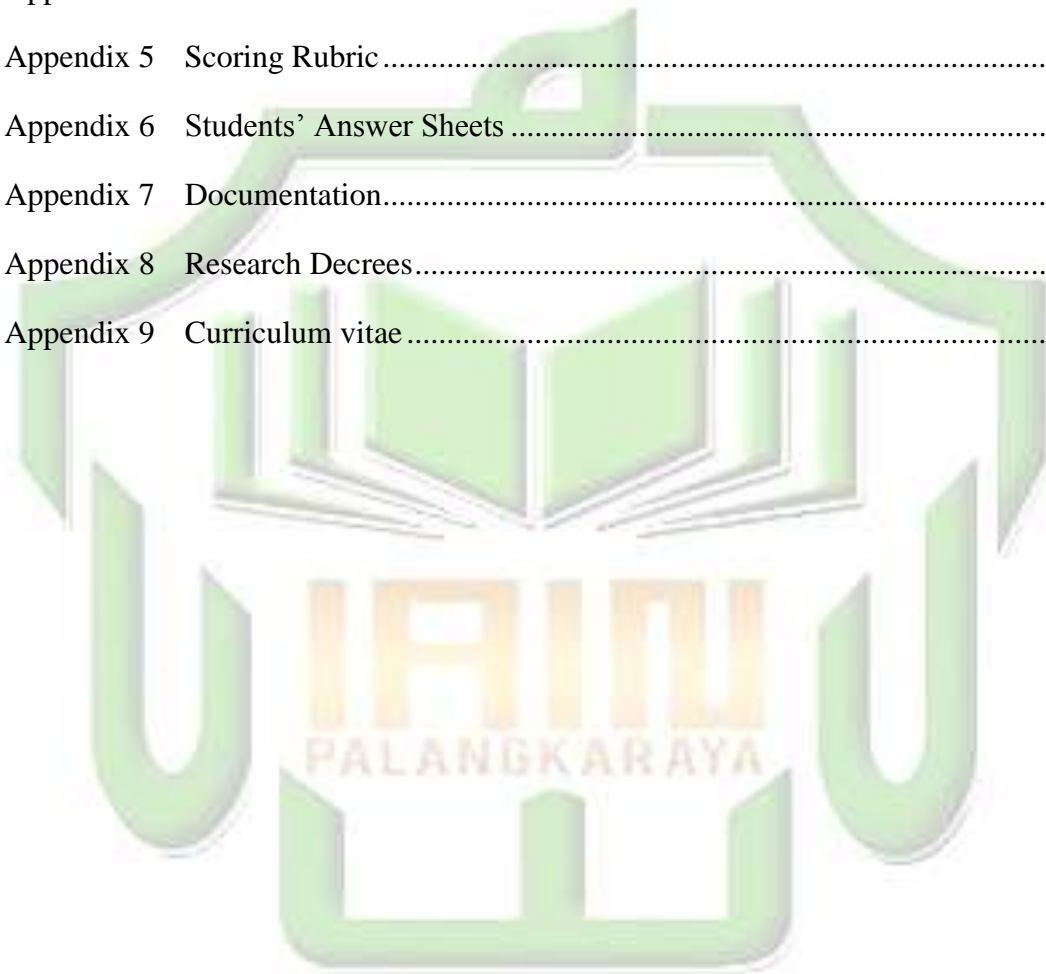 Appendix 5 Scoring Rubric....................................................................................
Appendix 6 Students’ Answer Sheets ....................................................................
Appendix 7 Documentation....................................................................................
Appendix 8 Research Decrees................................................................................
Appendix 9 Curriculum vitae .................................................................................
IAIN
PALANGKARAYA